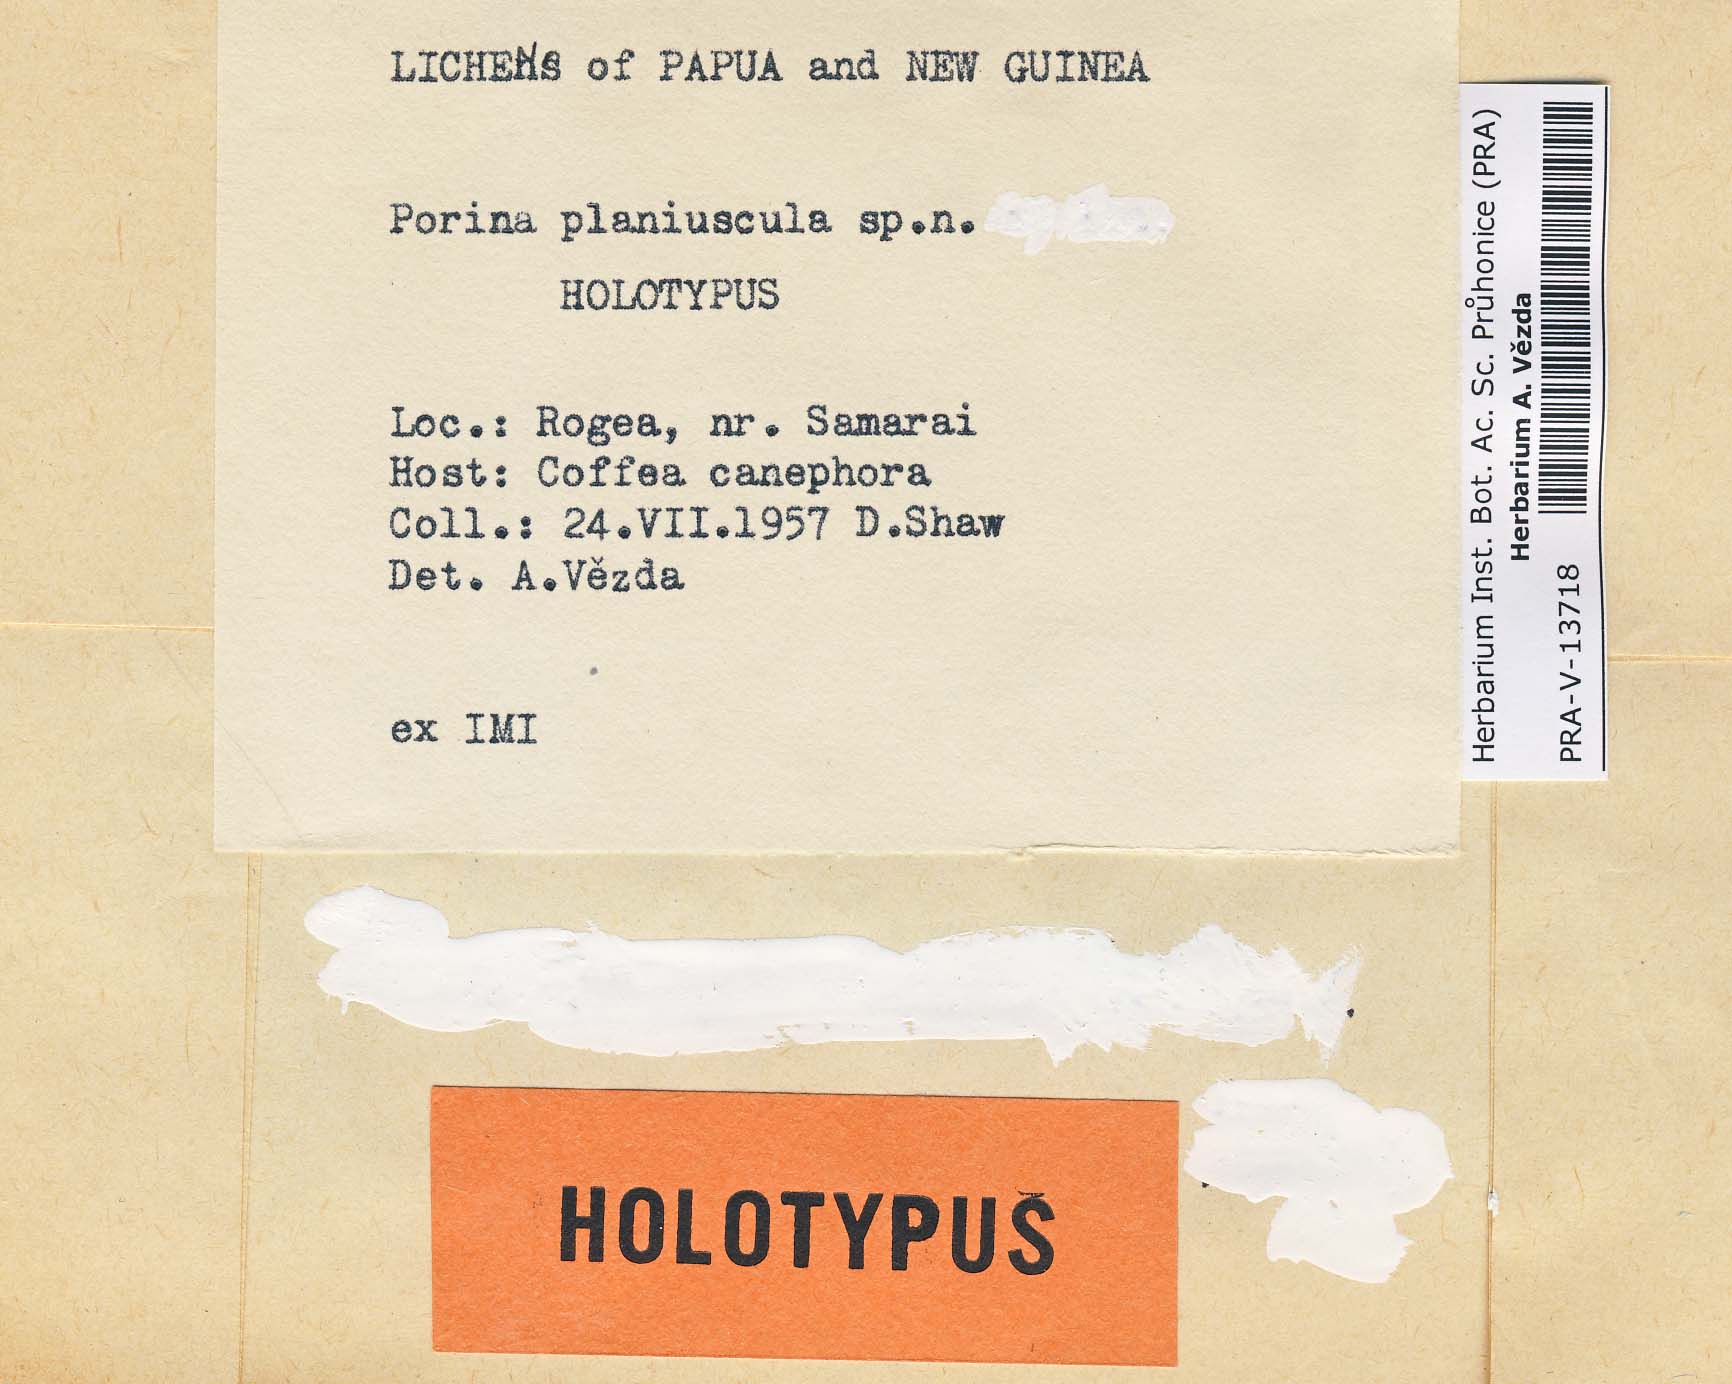 LICHENs of PAPUA and NEW GUINEA
Porina planiuscula sp.n.
HOLOTYPUS
Loc.: Rogea, nr. Samarai
Host: Coffea canephora
Coll.: 24.VII.1957 D.Shaw
Det. A.Vězda
ex IMI
Herbarium Inst. Bot. Ac. Sc. Průhonice (PRA)
Herbarium A. Vězda
PRA-V-13718
HOLOTYPUS